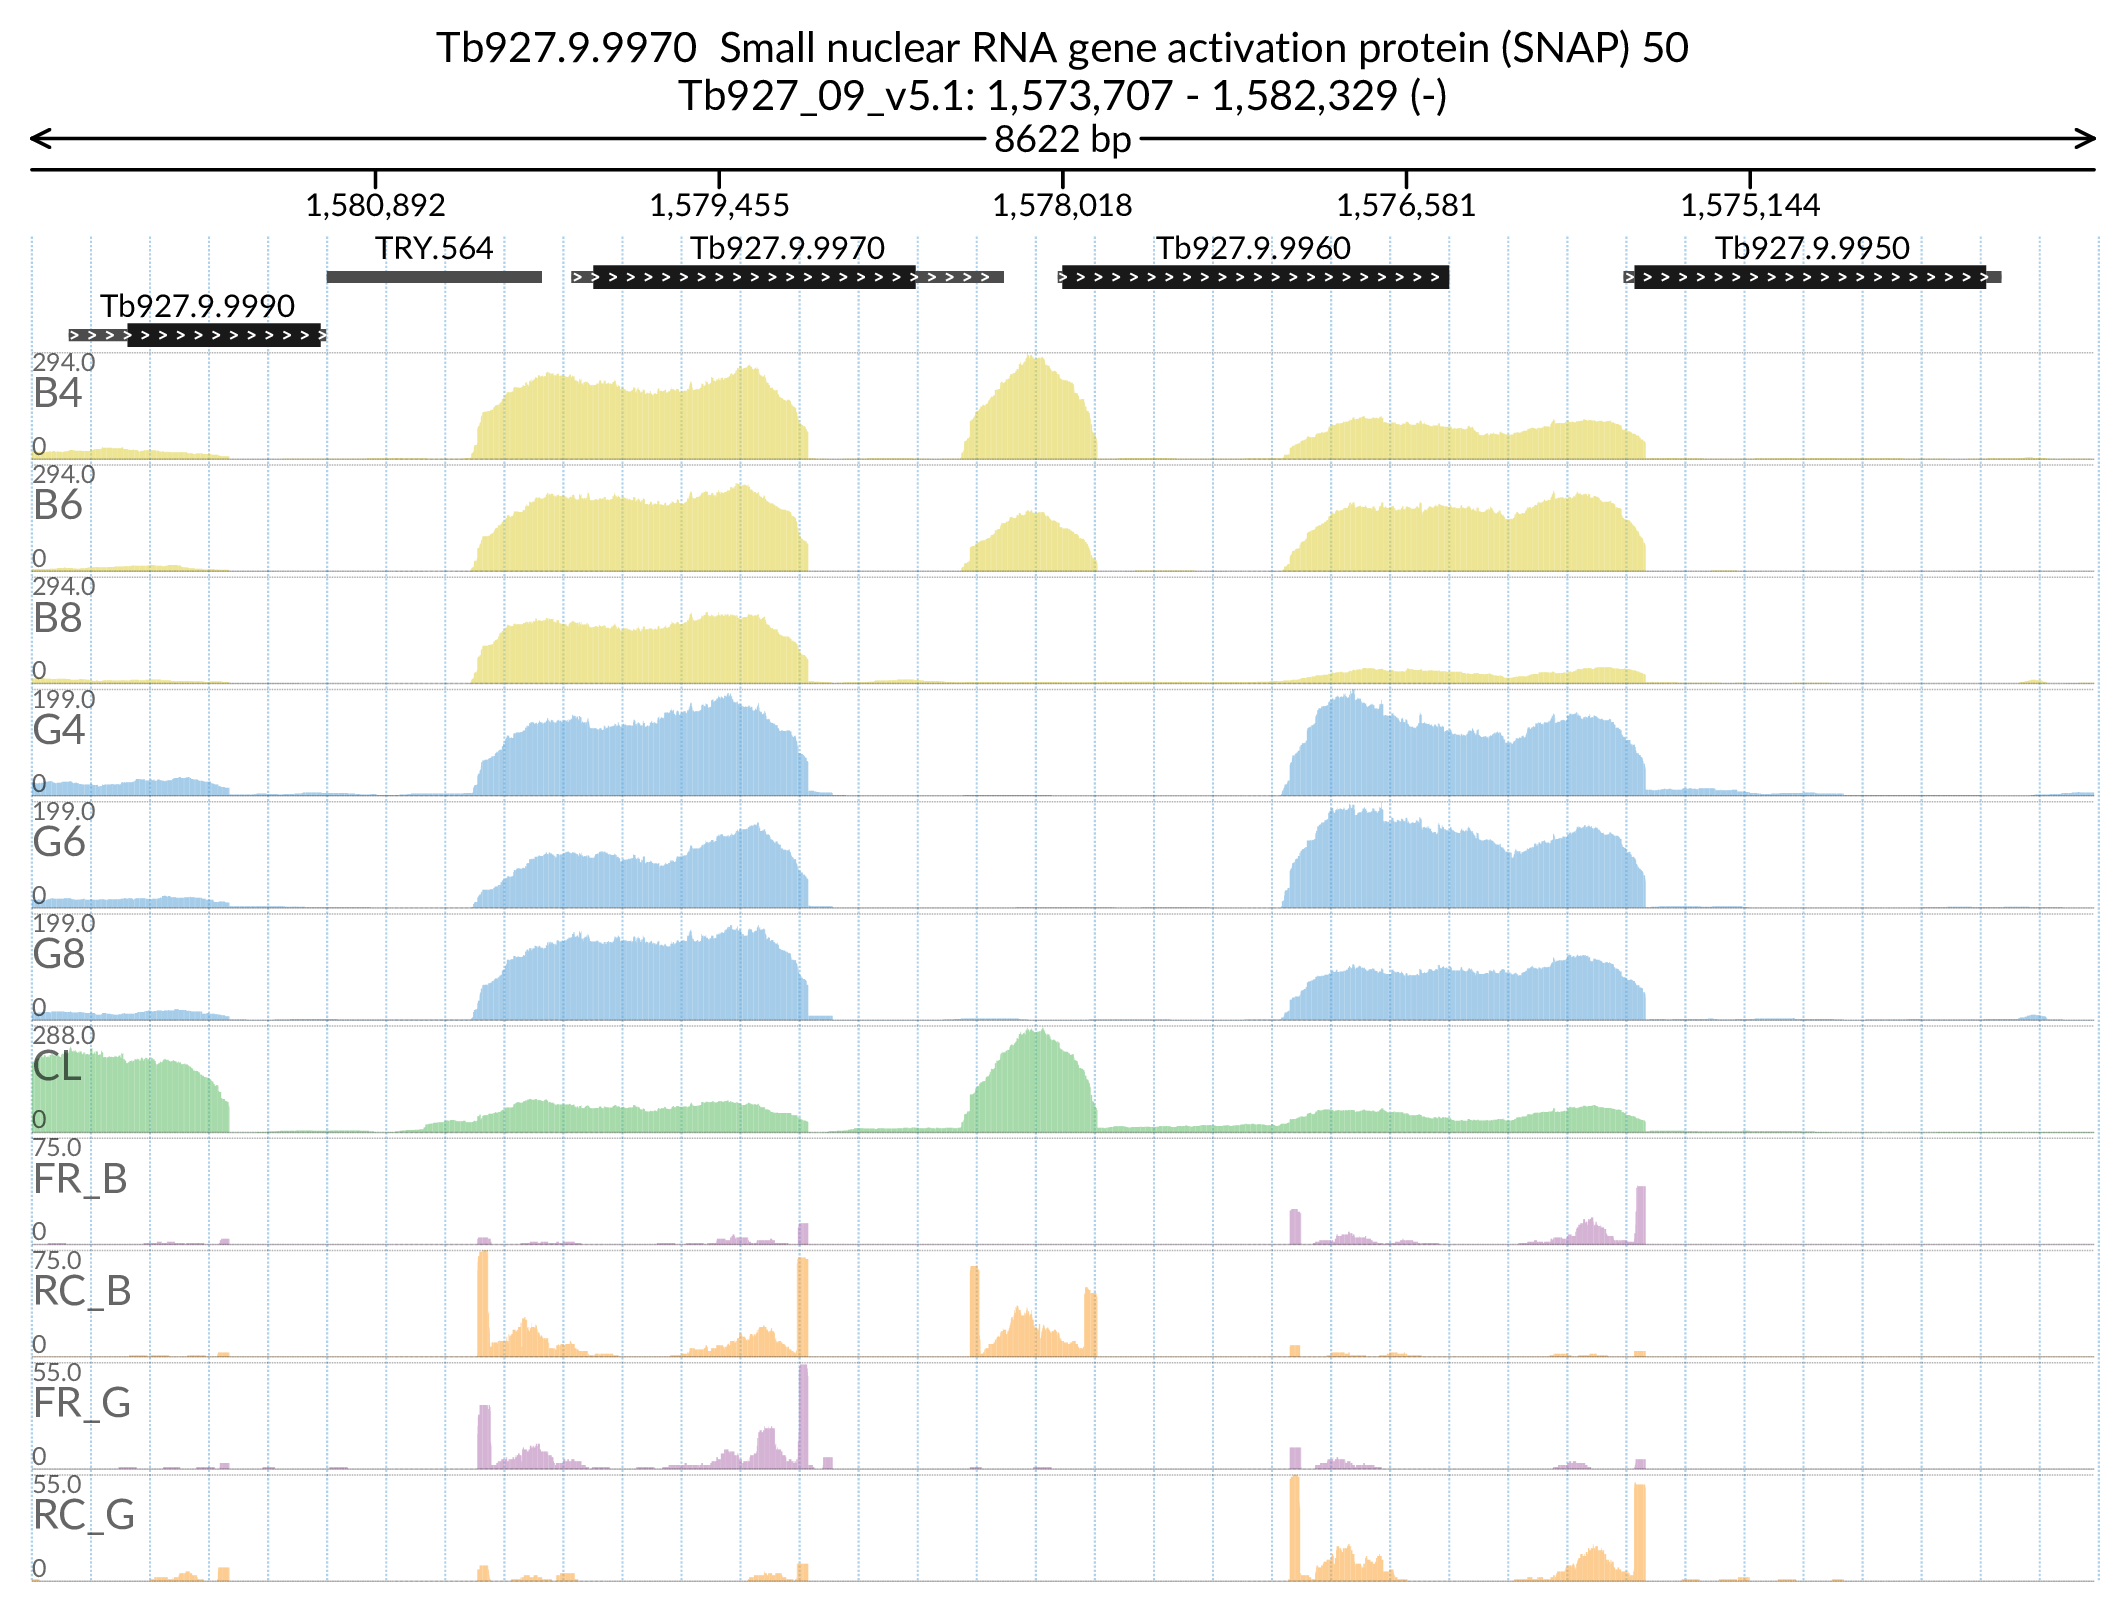 Tb927.9.9970 Small nuclear RNA gene activation protein (SNAP) 50
Tb927_09_v5.1: 1,573,707 - 1,582,329 (-)
8622 bp
1,580,892 1,579,455 1,578,018 1,576,581 1,575,144
TRY.564 Tb927.9.9970 Tb927.9.9960 Tb927.9.9950
Tb927.9.9990
294.0
B4
0
294.0
B6
0
294.0
B8
0
199.0
G4
0
199.0
G6
0
199.0
G8
0
288.0
CL
0
75.0
FR_B
0
75.0
RC_B
0
55.0
FR_G
0
55.0
RC_G
0